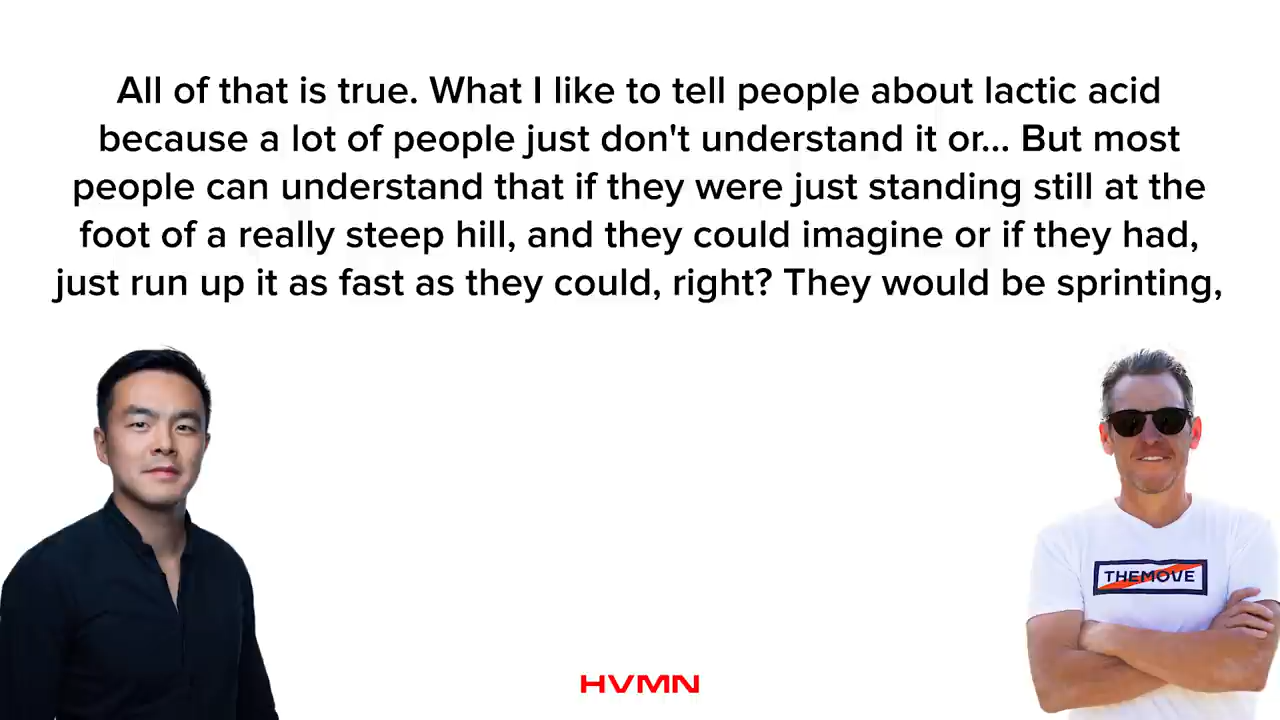 All of that is true. What I like to tell people about lactic acid
because a lot of people just don't understand it or... But most
people can understand that if they were just standing still at the
foot of a really steep hill, and they could imagine or if they had,
just run up it as fast as they could, right? They would be sprinting,
THEMOVE
HVMN